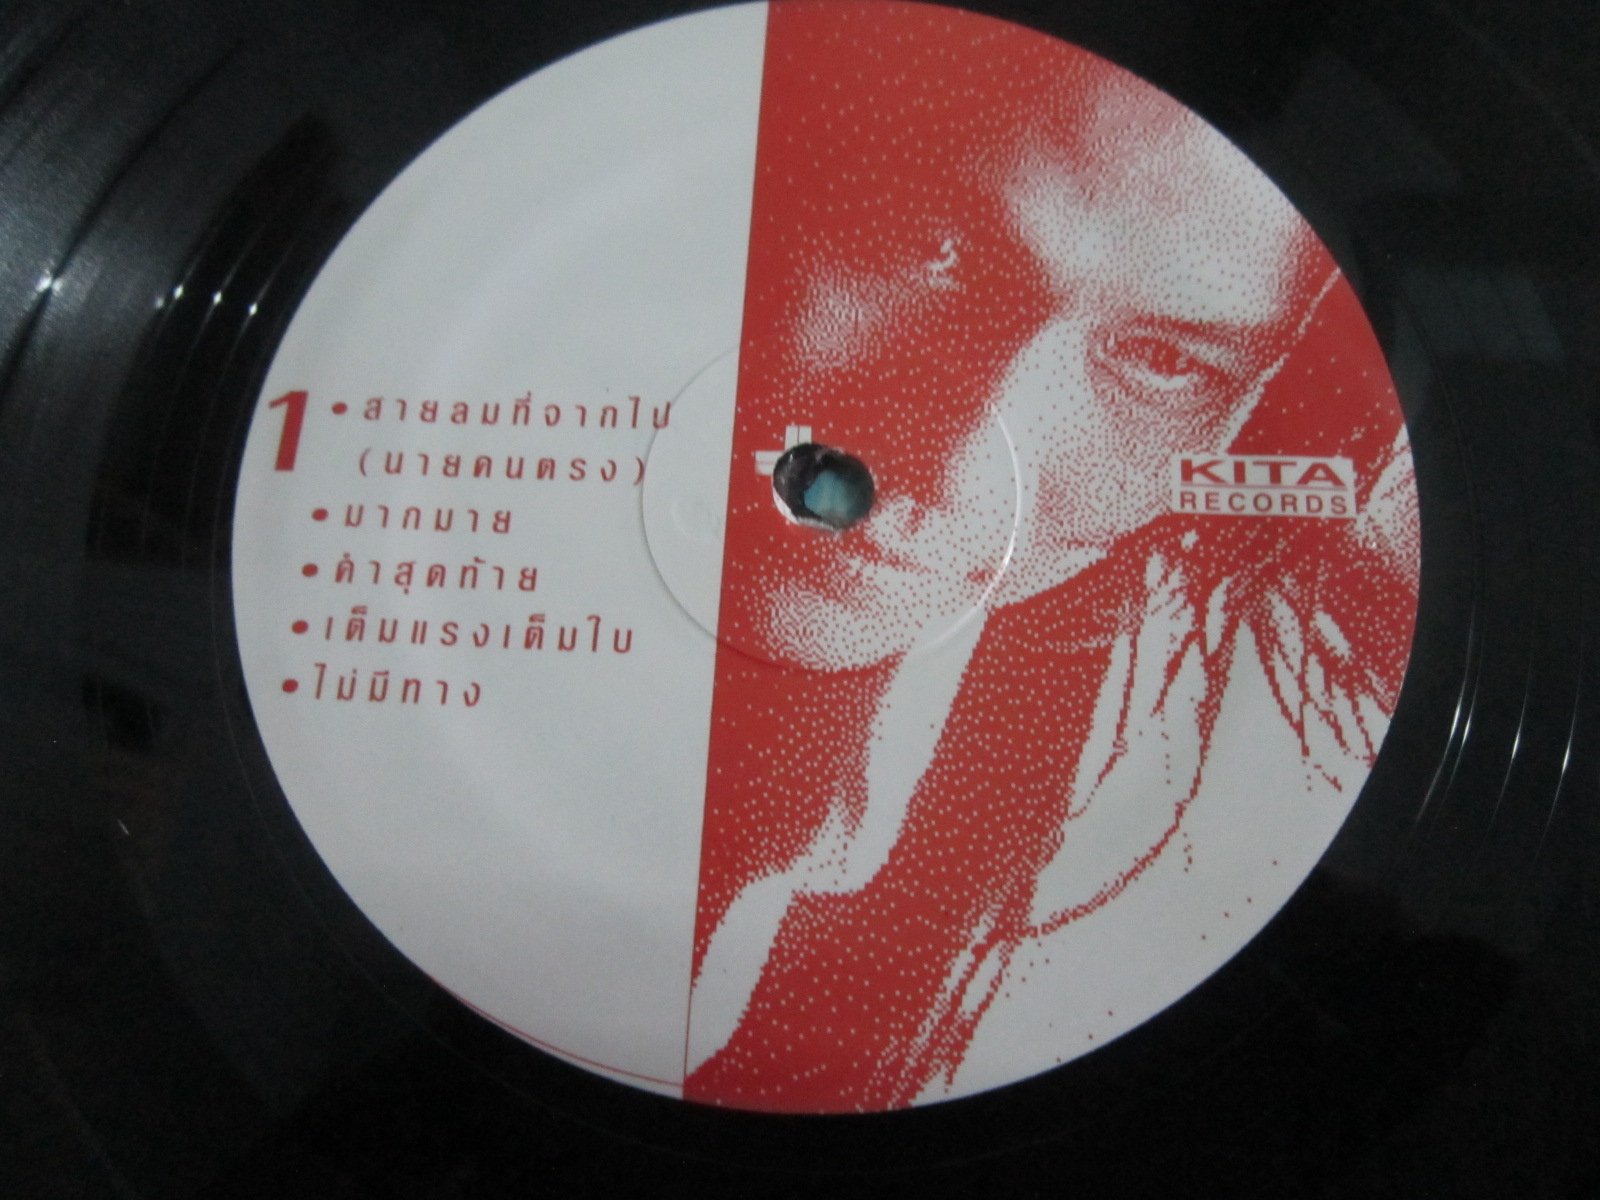 1
• สายลมที่จากไป
(นายคนตรง)
• มากมาย
• คำสุดท้าย
• เต็มแรงเต็มใบ
• ไม่มีทาง
KITA
RECORDS